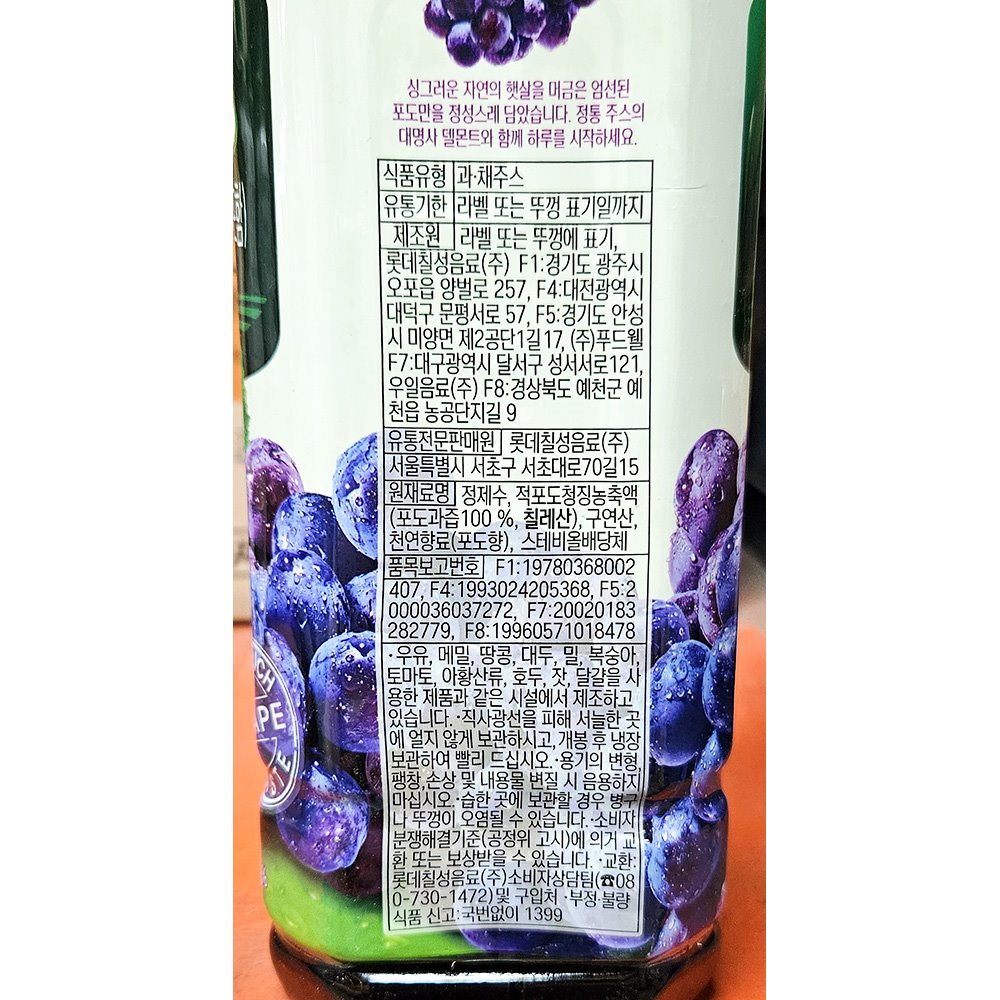 싱그러운 자연의 햇살을 머금은 엄선된
포도만을 정성스레 담았습니다. 정통 주스의
대명사 델몬트와 함께 하루를 시작하세요.
식품유형 과·채주스
유통기한 라벨 또는 뚜껑 표기일까지
제조원 라벨 또는 뚜껑에 표기,
롯데칠성음료(주) F1:경기도 광주시
오포읍 양벌로 257, F4:대전광역시
대덕구 문평서로 57, F5:경기도 안성
시 미양면 제2공단1길17, (주)푸드웰
F7:대구광역시 달서구 성서서로121,
우일음료(주) F8:경상북도 예천군 예
천읍 농공단지길 9
유통전문판매원 롯데칠성음료(주)
서울특별시 서초구 서초대로70길15
원재료명 정제수, 적포도청징농축액
(포도과즙100 %, 칠레산), 구연산,
천연향료(포도향), 스테비올배당체
품목보고번호 F1:19780368002
407, F4:1993024205368, F5:2
000036037272, F7:20020183
282779, F8:19960571018478
·우유, 메밀, 땅콩, 대두, 밀, 복숭아,
토마토, 아황산류, 호두, 잣, 달걀을 사
용한 제품과 같은 시설에서 제조하고
있습니다. ·직사광선을 피해 서늘한 곳
에 얼지 않게 보관하시고, 개봉 후 냉장
보관하여 빨리 드십시오. ·용기의 변형,
팽창, 손상 및 내용물 변질 시 음용하지
마십시오. ·습한 곳에 보관할 경우 병구
나 뚜껑이 오염될 수 있습니다. ·소비자
분쟁해결기준(공정위 고시)에 의거 교
환 또는 보상받을 수 있습니다. ·교환:
롯데칠성음료(주)소비자상담팀(☎08
0-730-1472) 및 구입처 ·부정·불량
식품 신고:국번없이 1399